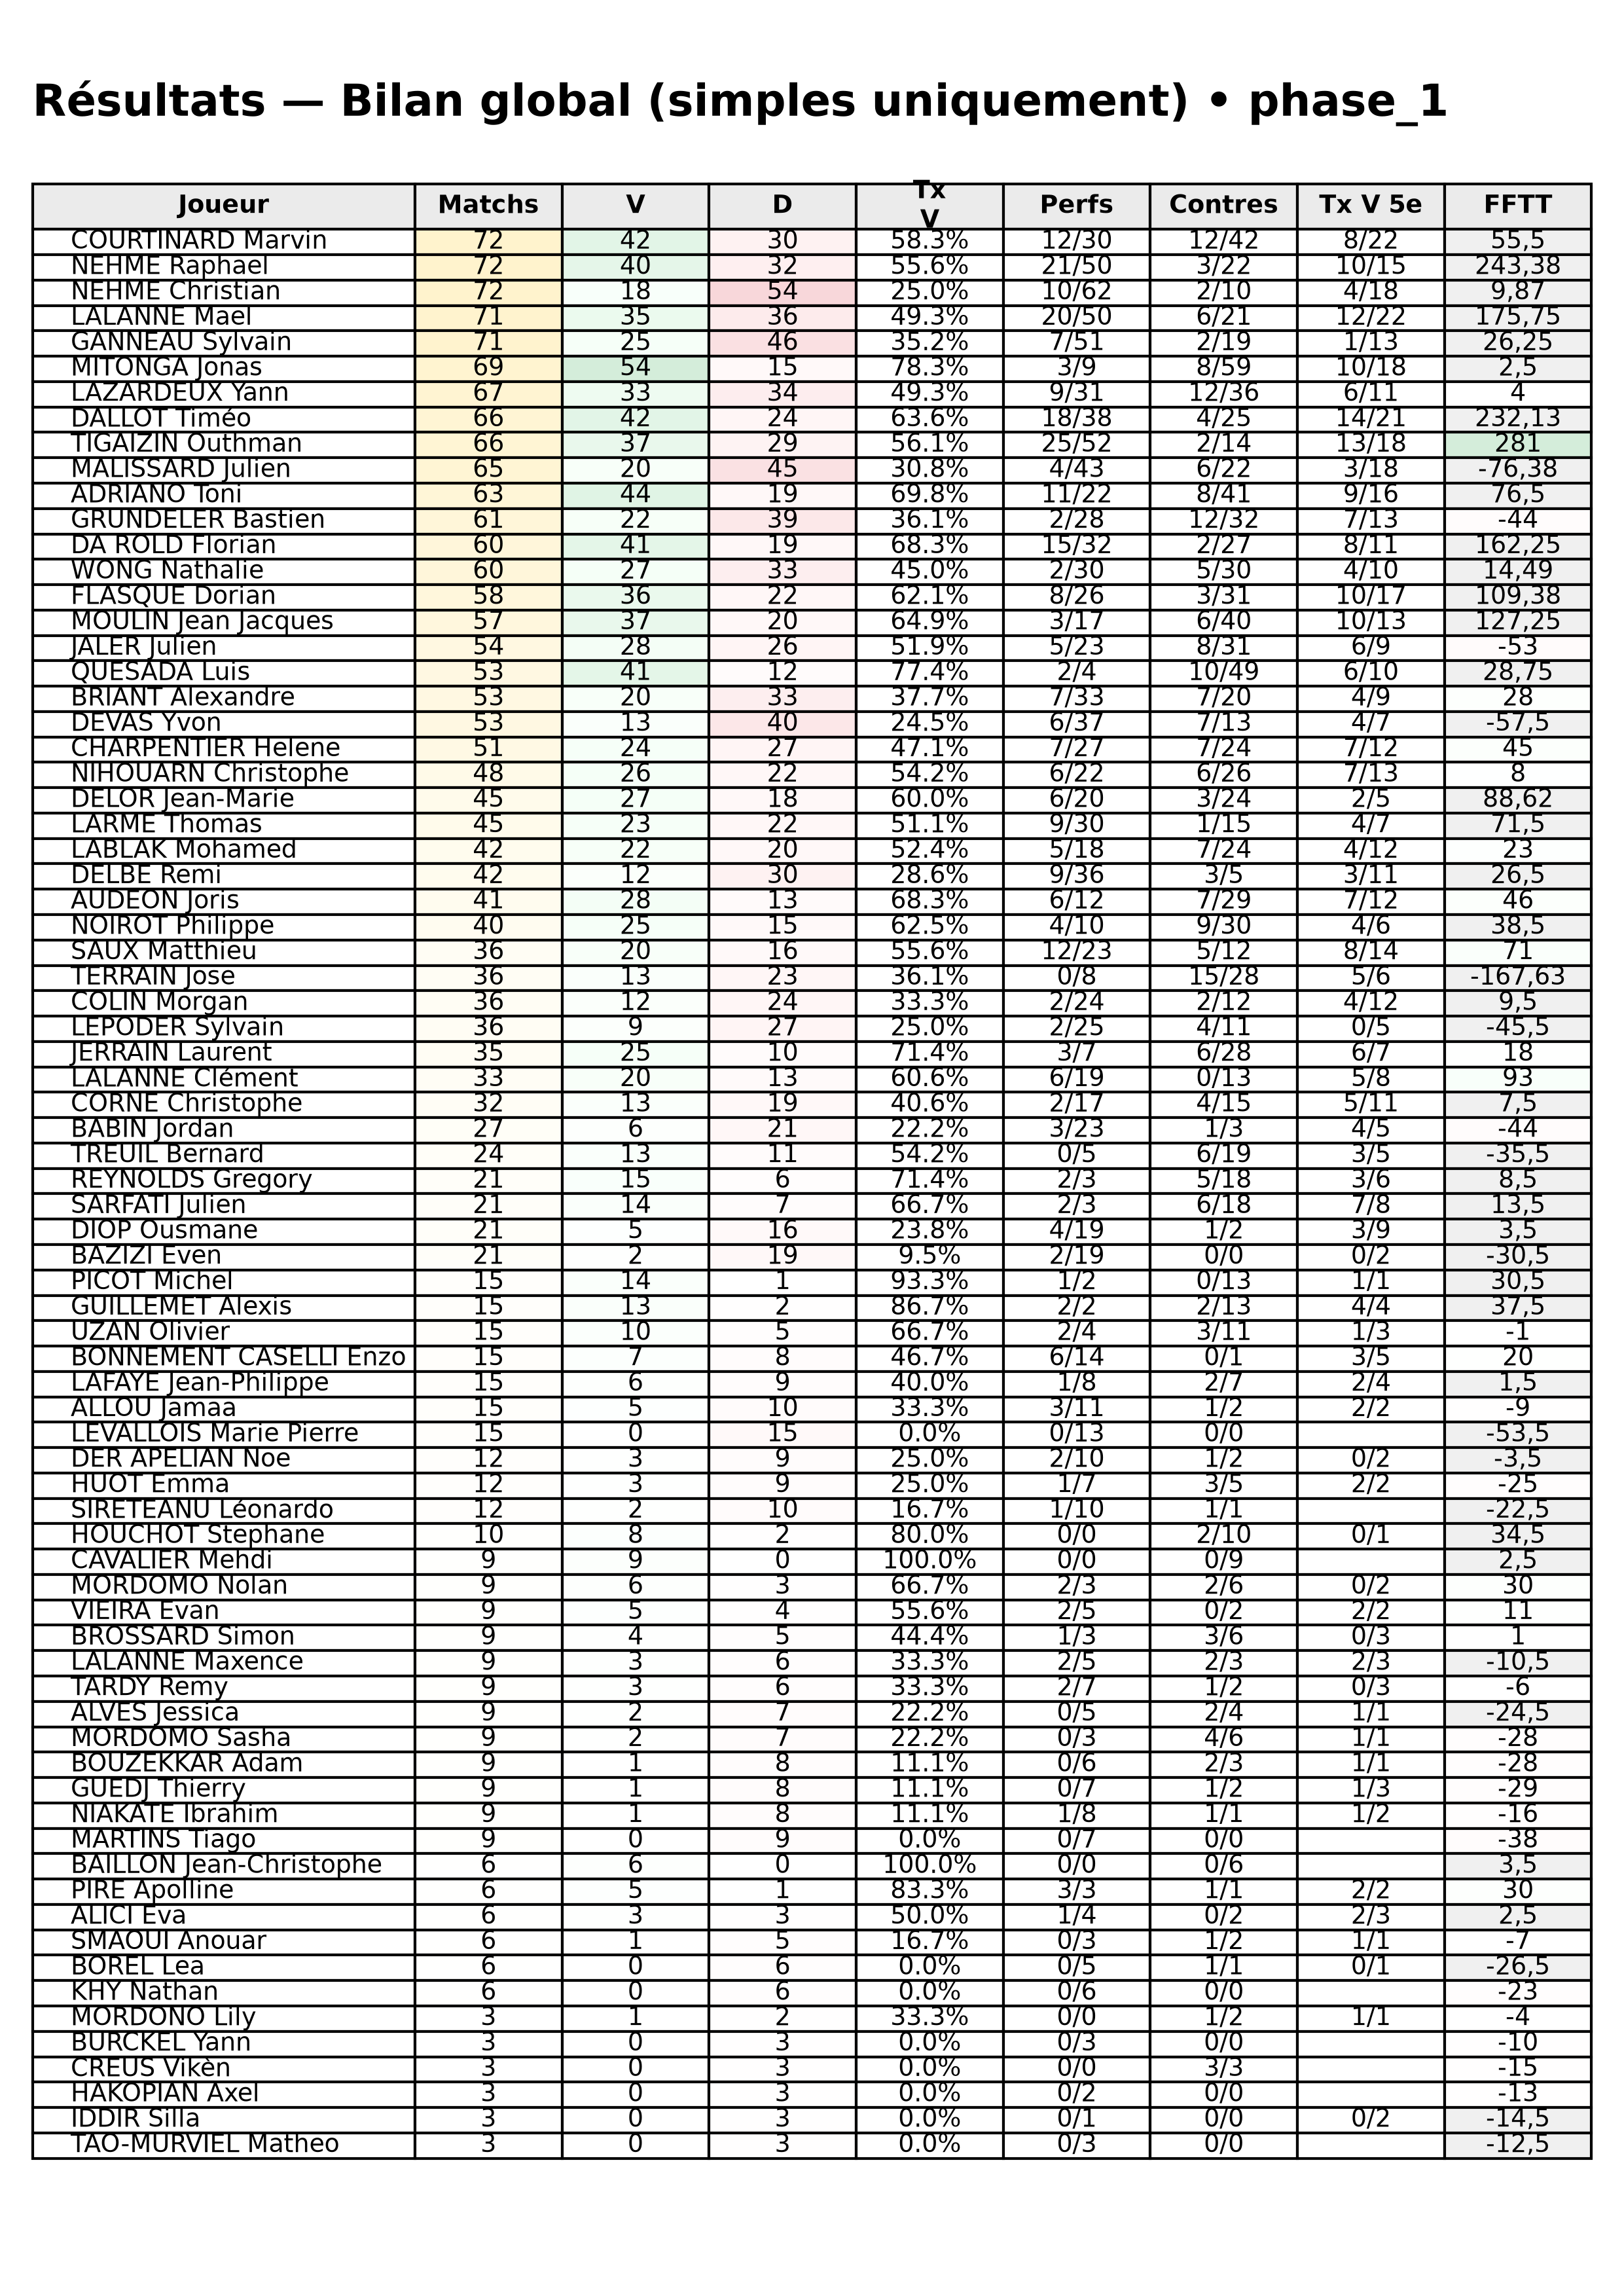 Résultats — Bilan global (simples uniquement) • phase_1
Joueur Matchs V D Tx V Perfs Contres Tx V 5e FFTT
COURTINARD Marvin 72 42 30 58.3% 12/30 12/42 8/22 55,5
NEHME Raphael 72 40 32 55.6% 21/50 3/22 10/15 243,38
NEHME Christian 72 18 54 25.0% 10/62 2/10 4/18 9,87
LALANNE Mael 71 35 36 49.3% 20/50 6/21 12/22 175,75
GANNEAU Sylvain 71 25 46 35.2% 7/51 2/19 1/13 26,25
MITONGA Jonas 69 54 15 78.3% 3/9 8/59 10/18 2,5
LAZARDEUX Yann 67 33 34 49.3% 9/31 12/36 6/11 4
DALLOT Timéo 66 42 24 63.6% 18/38 4/25 14/21 232,13
TIGAIZIN Outhman 66 37 29 56.1% 25/52 2/14 13/18 281
MALISSARD Julien 65 20 45 30.8% 4/43 6/22 3/18 -76,38
ADRIANO Toni 63 44 19 69.8% 11/22 8/41 9/16 76,5
GRUNDELER Bastien 61 22 39 36.1% 2/28 12/32 7/13 -44
DA ROLD Florian 60 41 19 68.3% 15/32 2/27 8/11 162,25
WONG Nathalie 60 27 33 45.0% 2/30 5/30 4/10 14,49
FLASQUE Dorian 58 36 22 62.1% 8/26 3/31 10/17 109,38
MOULIN Jean Jacques 57 37 20 64.9% 3/17 6/40 10/13 127,25
JALER Julien 54 28 26 51.9% 5/23 8/31 6/9 -53
QUESADA Luis 53 41 12 77.4% 2/4 10/49 6/10 28,75
BRIANT Alexandre 53 20 33 37.7% 7/33 7/20 4/9 28
DEVAS Yvon 53 13 40 24.5% 6/37 7/13 4/7 -57,5
CHARPENTIER Helene 51 24 27 47.1% 7/27 7/24 7/12 45
NIHOUARN Christophe 48 26 22 54.2% 6/22 6/26 7/13 8
DELOR Jean-Marie 45 27 18 60.0% 6/20 3/24 2/5 88,62
LARME Thomas 45 23 22 51.1% 9/30 1/15 4/7 71,5
LABLAK Mohamed 42 22 20 52.4% 5/18 7/24 4/12 23
DELBE Remi 42 12 30 28.6% 9/36 3/5 3/11 26,5
AUDEON Joris 41 28 13 68.3% 6/12 7/29 7/12 46
NOIROT Philippe 40 25 15 62.5% 4/10 9/30 4/6 38,5
SAUX Matthieu 36 20 16 55.6% 12/23 5/12 8/14 71
TERRAIN Jose 36 13 23 36.1% 0/8 15/28 5/6 -167,63
COLIN Morgan 36 12 24 33.3% 2/24 2/12 4/12 9,5
LEPODER Sylvain 36 9 27 25.0% 2/25 4/11 0/5 -45,5
JERRAIN Laurent 35 25 10 71.4% 3/7 6/28 6/7 18
LALANNE Clément 33 20 13 60.6% 6/19 0/13 5/8 93
CORNE Christophe 32 13 19 40.6% 2/17 4/15 5/11 7,5
BABIN Jordan 27 6 21 22.2% 3/23 1/3 4/5 -44
TREUIL Bernard 24 13 11 54.2% 0/5 6/19 3/5 -35,5
REYNOLDS Gregory 21 15 6 71.4% 2/3 5/18 3/6 8,5
SARFATI Julien 21 14 7 66.7% 2/3 6/18 7/8 13,5
DIOP Ousmane 21 5 16 23.8% 4/19 1/2 3/9 3,5
BAZIZI Even 21 2 19 9.5% 2/19 0/0 0/2 -30,5
PICOT Michel 15 14 1 93.3% 1/2 0/13 1/1 30,5
GUILLEMET Alexis 15 13 2 86.7% 2/2 2/13 4/4 37,5
UZAN Olivier 15 10 5 66.7% 2/4 3/11 1/3 -1
BONNEMENT CASELLI Enzo 15 7 8 46.7% 6/14 0/1 3/5 20
LAFAYE Jean-Philippe 15 6 9 40.0% 1/8 2/7 2/4 1,5
ALLOU Jamaa 15 5 10 33.3% 3/11 1/2 2/2 -9
LEVALLOIS Marie Pierre 15 0 15 0.0% 0/13 0/0 -53,5
DER APELIAN Noe 12 3 9 25.0% 2/10 1/2 0/2 -3,5
HUOT Emma 12 3 9 25.0% 1/7 3/5 2/2 -25
SIRETEANU Léonardo 12 2 10 16.7% 1/10 1/1 -22,5
HOUCHOT Stephane 10 8 2 80.0% 0/0 2/10 0/1 34,5
CAVALIER Mehdi 9 9 0 100.0% 0/0 0/9 2,5
MORDOMO Nolan 9 6 3 66.7% 2/3 2/6 0/2 30
VIEIRA Evan 9 5 4 55.6% 2/5 0/2 2/2 11
BROSSARD Simon 9 4 5 44.4% 1/3 3/6 0/3 1
LALANNE Maxence 9 3 6 33.3% 2/5 2/3 2/3 -10,5
TARDY Remy 9 3 6 33.3% 2/7 1/2 0/3 -6
ALVES Jessica 9 2 7 22.2% 0/5 2/4 1/1 -24,5
MORDOMO Sasha 9 2 7 22.2% 0/3 4/6 1/1 -28
BOUZEKKAR Adam 9 1 8 11.1% 0/6 2/3 1/1 -28
GUEDJ Thierry 9 1 8 11.1% 0/7 1/2 1/3 -29
NIAKATE Ibrahim 9 1 8 11.1% 1/8 1/1 1/2 -16
MARTINS Tiago 9 0 9 0.0% 0/7 0/0 -38
BAILLON Jean-Christophe 6 6 0 100.0% 0/0 0/6 3,5
PIRE Apolline 6 5 1 83.3% 3/3 1/1 2/2 30
ALICI Eva 6 3 3 50.0% 1/4 0/2 2/3 2,5
SMAOUI Anouar 6 1 5 16.7% 0/3 1/2 1/1 -7
BOREL Lea 6 0 6 0.0% 0/5 1/1 0/1 -26,5
KHY Nathan 6 0 6 0.0% 0/6 0/0 -23
MORDONO Lily 3 1 2 33.3% 0/0 1/2 1/1 -4
BURCKEL Yann 3 0 3 0.0% 0/3 0/0 -10
CREUS Vikèn 3 0 3 0.0% 0/0 3/3 -15
HAKOPIAN Axel 3 0 3 0.0% 0/2 0/0 -13
IDDIR Silla 3 0 3 0.0% 0/1 0/0 0/2 -14,5
TAO-MURVIEL Matheo 3 0 3 0.0% 0/3 0/0 -12,5